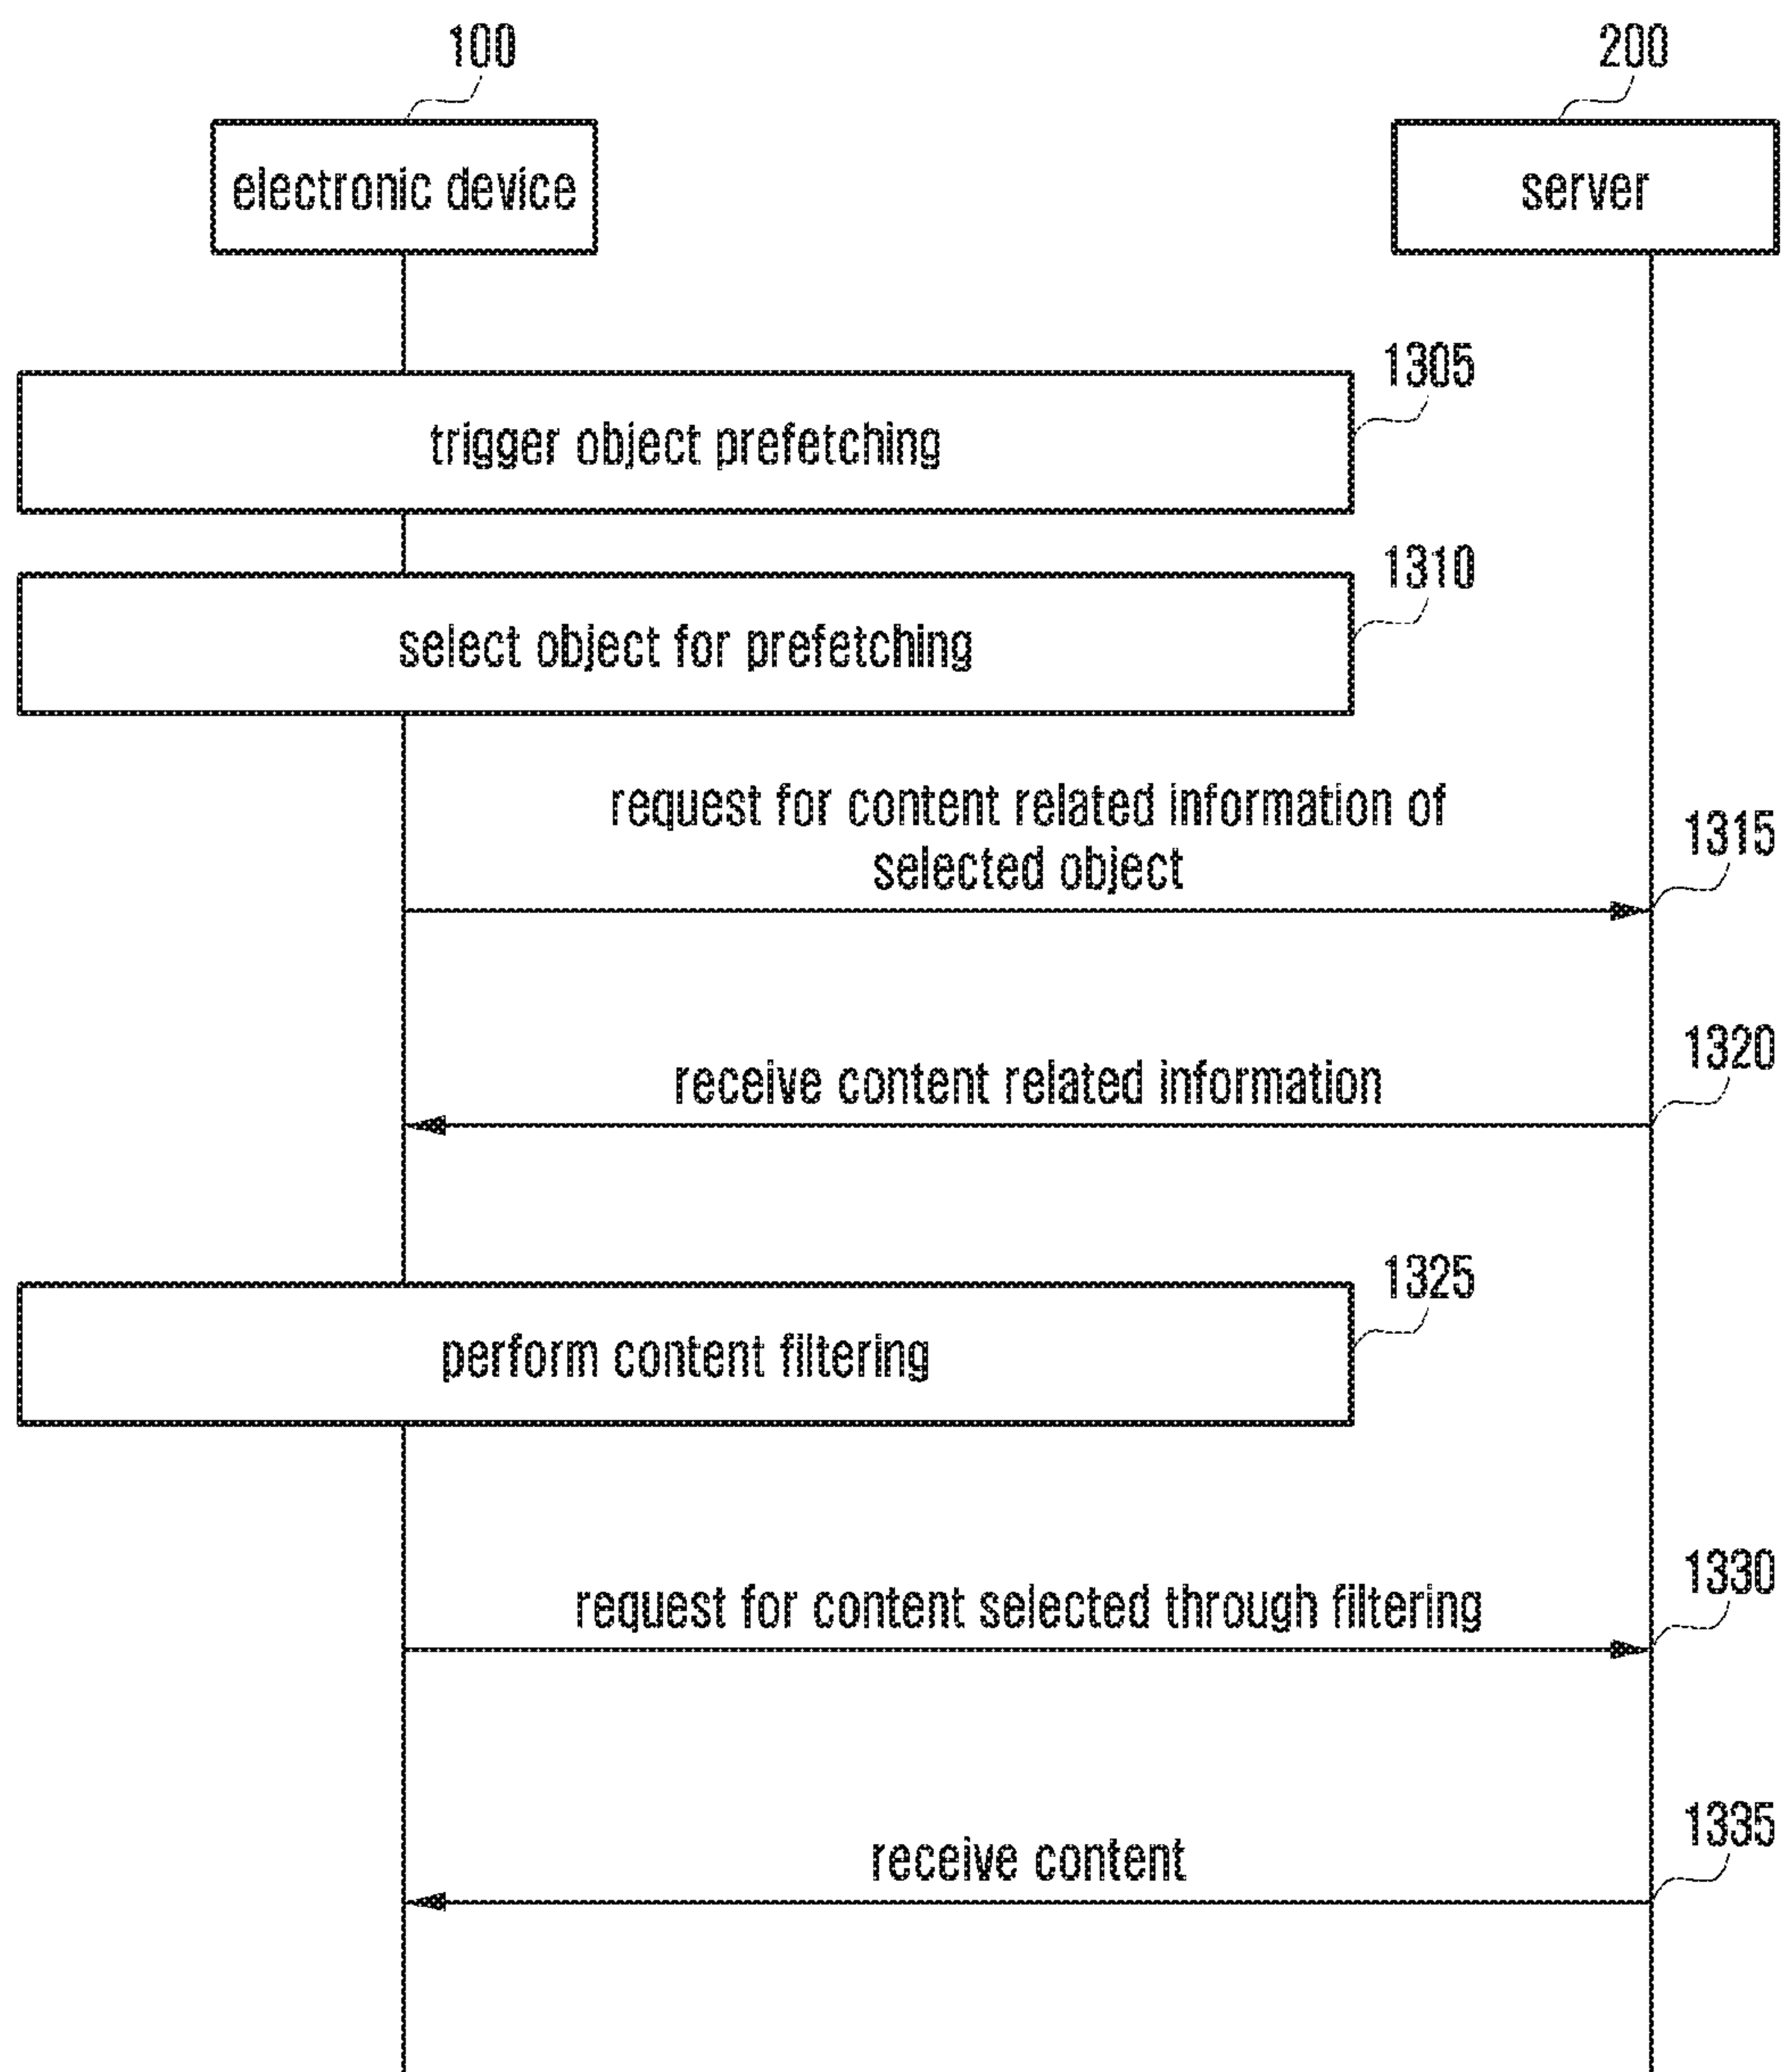 100
200
electronic device
server
1305
trigger object prefetching
1310
select object for prefetching
request for content related information of
selected object
1315
1320
receive content related information
1325
perform content filtering
1330
request for content selected through filtering
1335
receive content